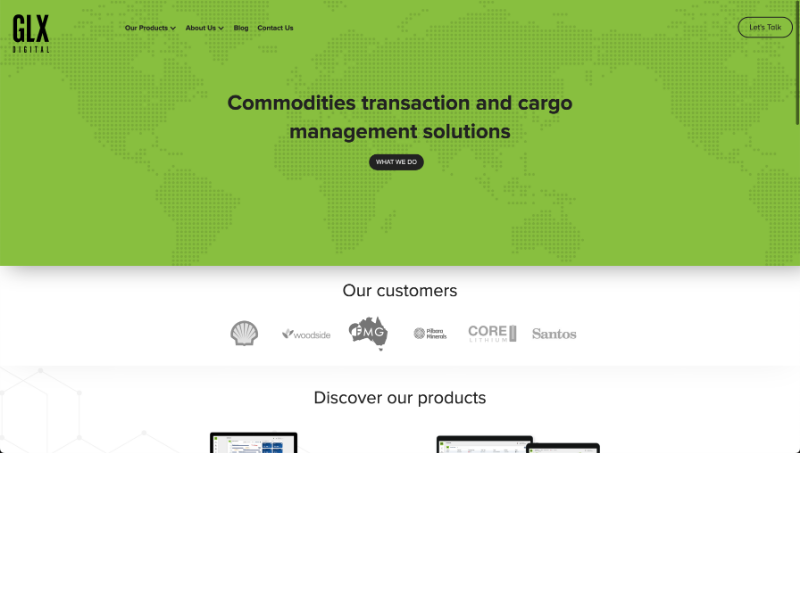 GLX
DIGITAL
Our Products
About Us
Blog
Contact Us
Let's Talk
Commodities transaction and cargo
management solutions
WHAT WE DO
Our customers
woodside
FMG
Pilbara
Minerals
CORE
LITHIUM
Santos
Discover our products